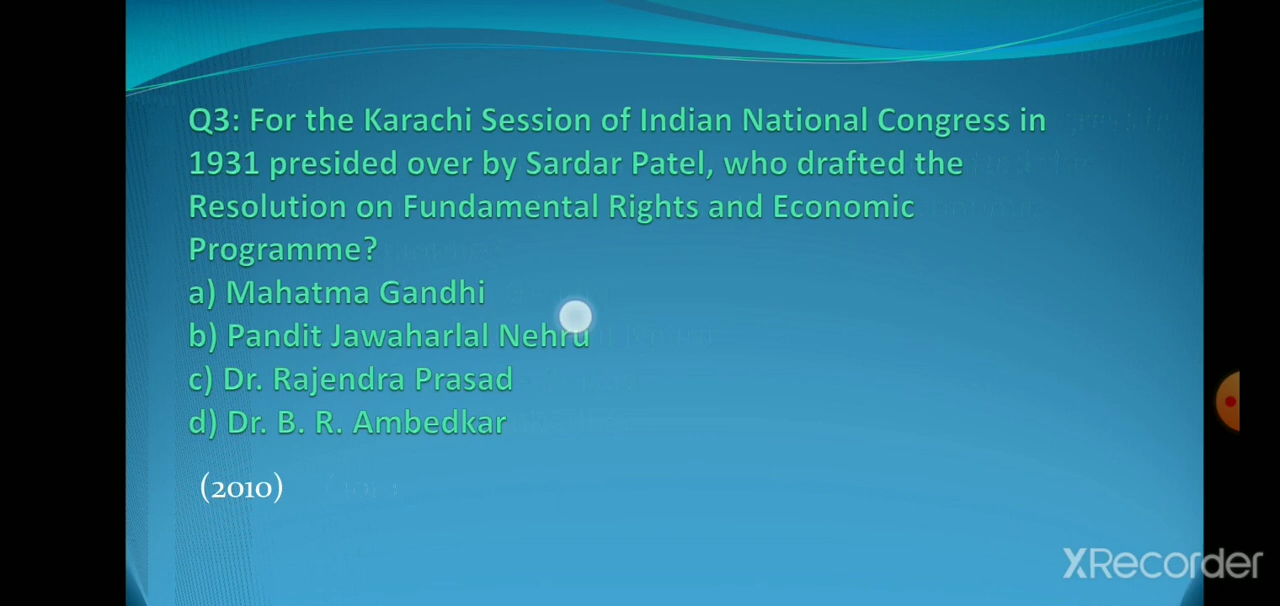 Q3: For the Karachi Session of Indian National Congress in
1931 presided over by Sardar Patel, who drafted the
Resolution on Fundamental Rights and Economic
Programme?
a) Mahatma Gandhi
b) Pandit Jawaharlal Nehru
c) Dr. Rajendra Prasad
d) Dr. B. R. Ambedkar
(2010)
XRecorder